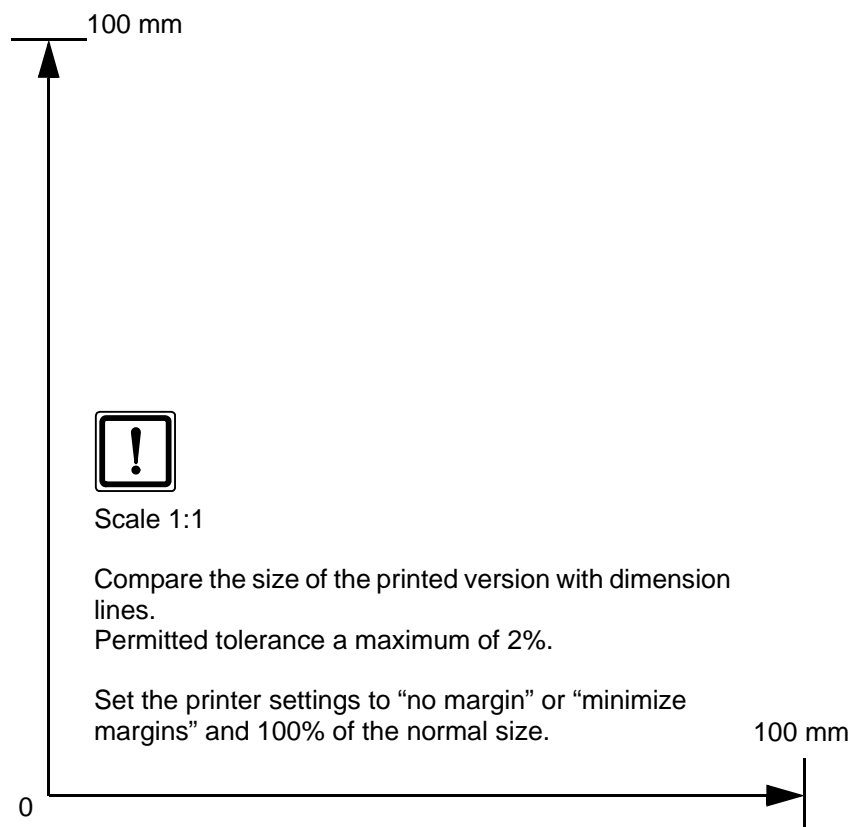 100 mm
!
Scale 1:1
Compare the size of the printed version with dimension
lines.
Permitted tolerance a maximum of 2%.
Set the printer settings to “no margin” or “minimize
margins” and 100% of the normal size.
100 mm
0